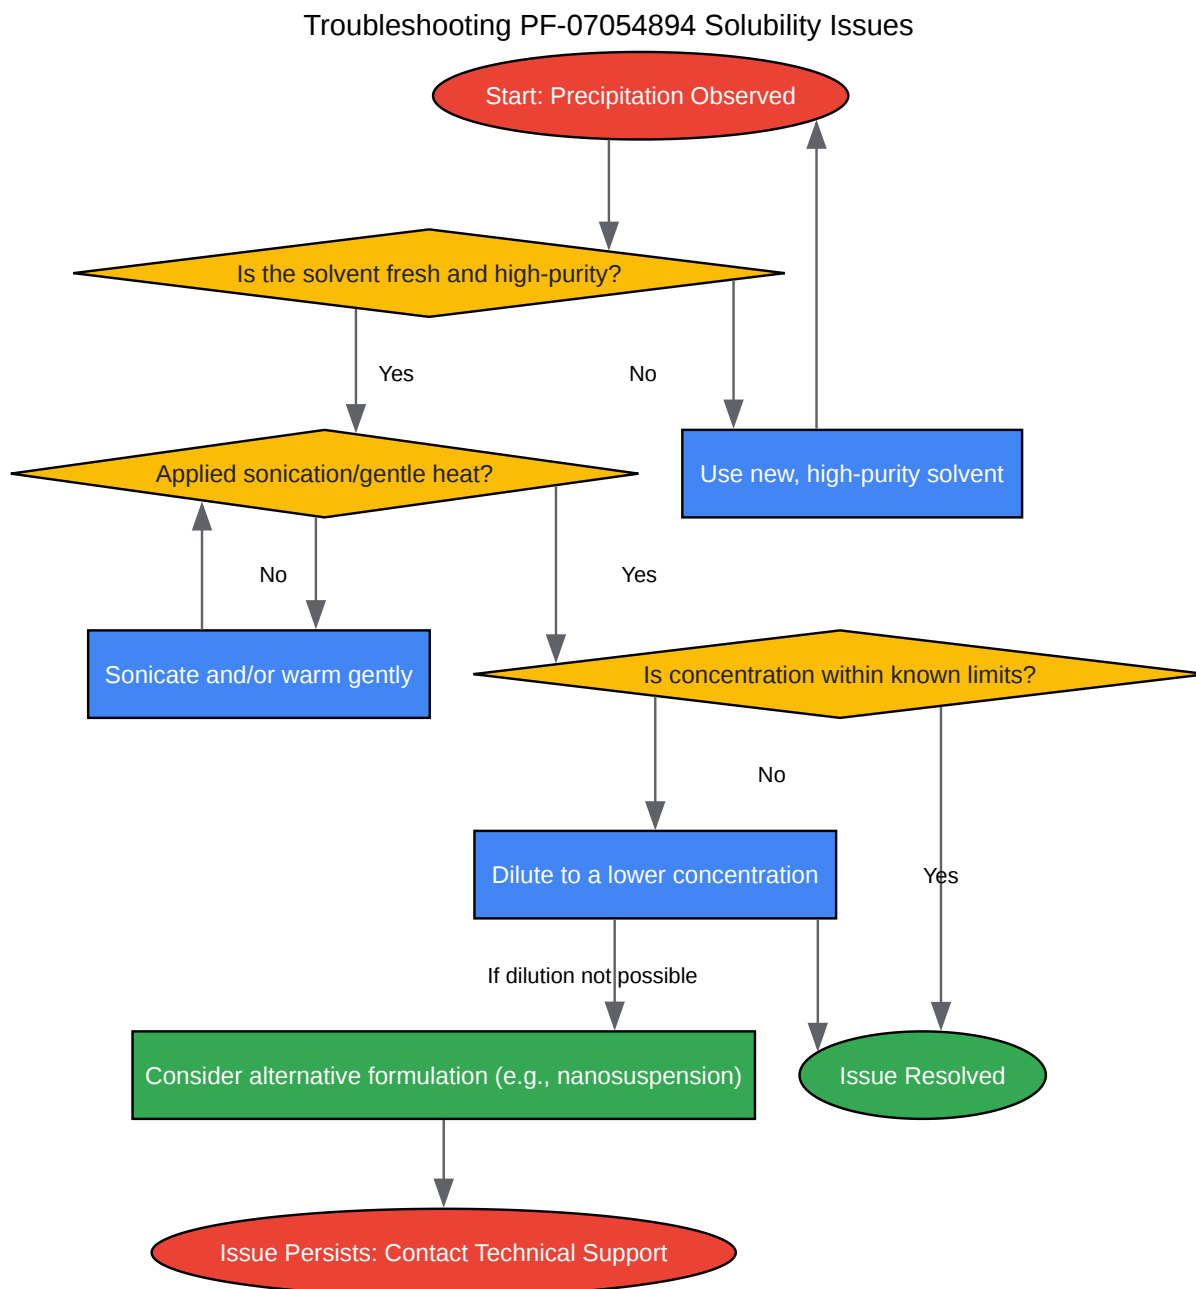 Troubleshooting PF-07054894 Solubility Issues
Start: Precipitation Observed
Is the solvent fresh and high-purity?
Yes
No
Applied sonication/gentle heat?
Use new, high-purity solvent
No
Yes
Sonicate and/or warm gently
Is concentration within known limits?
No
Dilute to a lower concentration
Yes
If dilution not possible
Consider alternative formulation (e.g., nanosuspension)
Issue Resolved
Issue Persists: Contact Technical Support